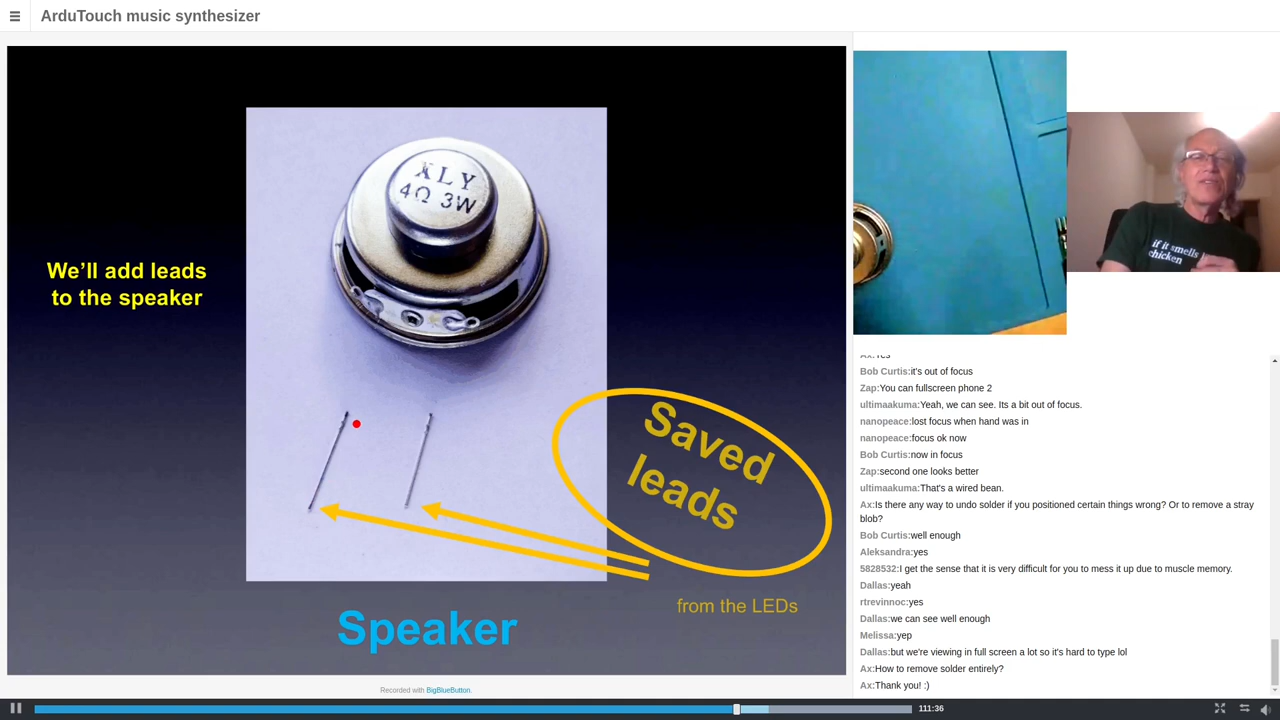 ArduTouch music synthesizer
XLY
4Ω 3W
We’ll add leads
to the speaker
Saved
leads
from the LEDs
Speaker
Recorded with BigBlueButton.
if it smells
chicken
Ax:Yes
Bob Curtis:it's out of focus
Zap:You can fullscreen phone 2
ultimaakuma:Yeah, we can see. Its a bit out of focus.
nanopeace:lost focus when hand was in
nanopeace:focus ok now
Bob Curtis:now in focus
Zap:second one looks better
ultimaakuma:That's a wired bean.
Ax:Is there any way to undo solder if you positioned certain things wrong? Or to remove a stray
blob?
Bob Curtis:well enough
Aleksandra:yes
5828532:I get the sense that it is very difficult for you to mess it up due to muscle memory.
Dallas:yeah
rtrevinnoc:yes
Dallas:we can see well enough
Melissa:yep
Dallas:but we're viewing in full screen a lot so it's hard to type lol
Ax:How to remove solder entirely?
Ax:Thank you! :)
111:36